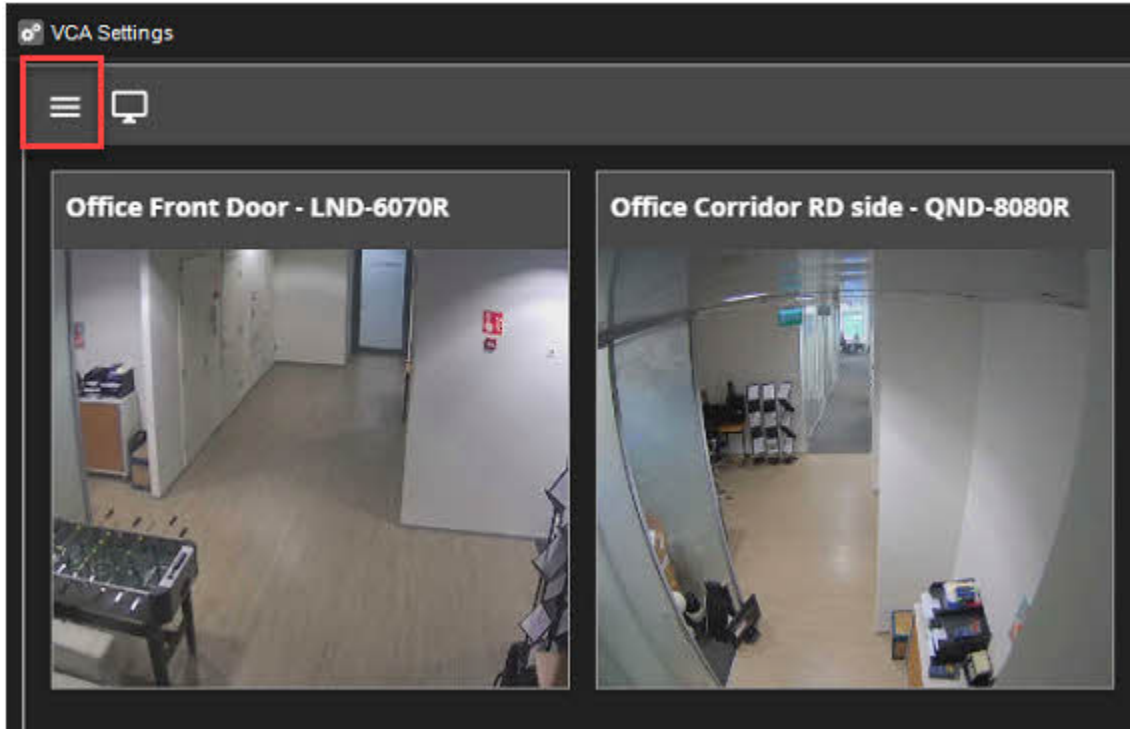 VCA Settings
Office Front Door - LND-6070R
Office Corridor RD side - QND-8080R